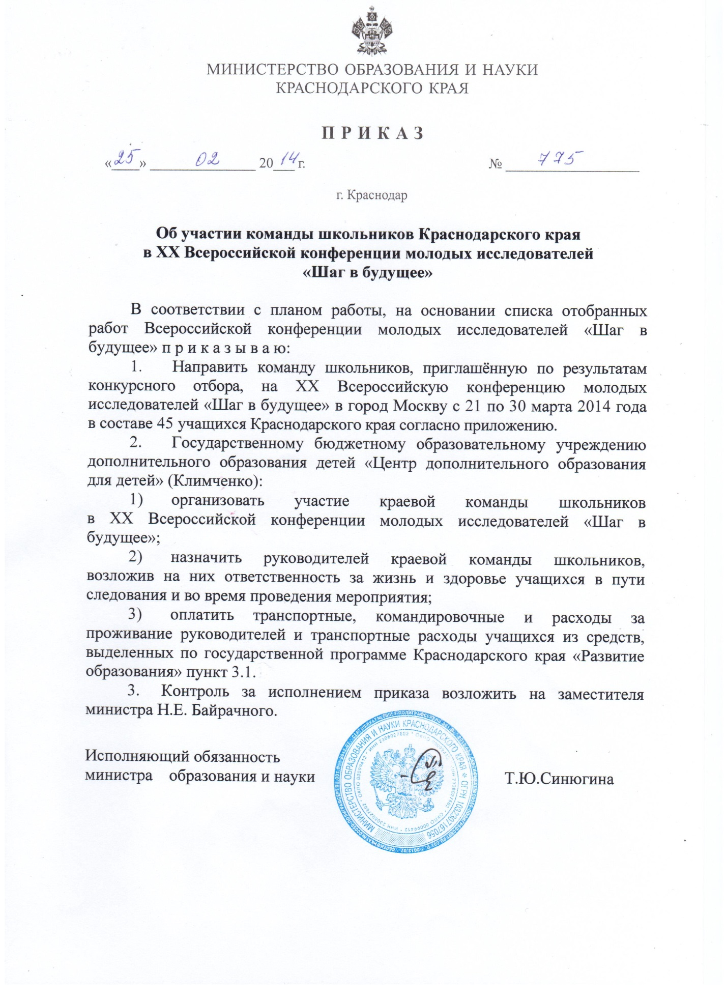 МИНИСТЕРСТВО ОБРАЗОВАНИЯ И НАУКИ
КРАСНОДАРСКОГО КРАЯ
П Р И К А З
«25» 02 2014 г. № 775
г. Краснодар
Об участии команды школьников Краснодарского края
в XX Всероссийской конференции молодых исследователей
«Шаг в будущее»
В соответствии с планом работы, на основании списка отобранных
работ Всероссийской конференции молодых исследователей «Шаг в
будущее» п р и к а з ы в а ю:
1. Направить команду школьников, приглашённую по результатам
конкурсного отбора, на XX Всероссийскую конференцию молодых
исследователей «Шаг в будущее» в город Москву с 21 по 30 марта 2014 года
в составе 45 учащихся Краснодарского края согласно приложению.
2. Государственному бюджетному образовательному учреждению
дополнительного образования детей «Центр дополнительного образования
для детей» (Климченко):
1) организовать участие краевой команды школьников
в XX Всероссийской конференции молодых исследователей «Шаг в
будущее»;
2) назначить руководителей краевой команды школьников,
возложив на них ответственность за жизнь и здоровье учащихся в пути
следования и во время проведения мероприятия;
3) оплатить транспортные, командировочные и расходы за
проживание руководителей и транспортные расходы учащихся из средств,
выделенных по государственной программе Краснодарского края «Развитие
образования» пункт 3.1.
3. Контроль за исполнением приказа возложить на заместителя
министра Н.Е. Байрачного.
Исполняющий обязанность
министра образования и науки Т.Ю.Синюгина
МИНИСТЕРСТВО ОБРАЗОВАНИЯ И НАУКИ КРАСНОДАРСКОГО КРАЯ * ОГРН 1032307167056
ИНН 2308027802 * ОКПО 00099412